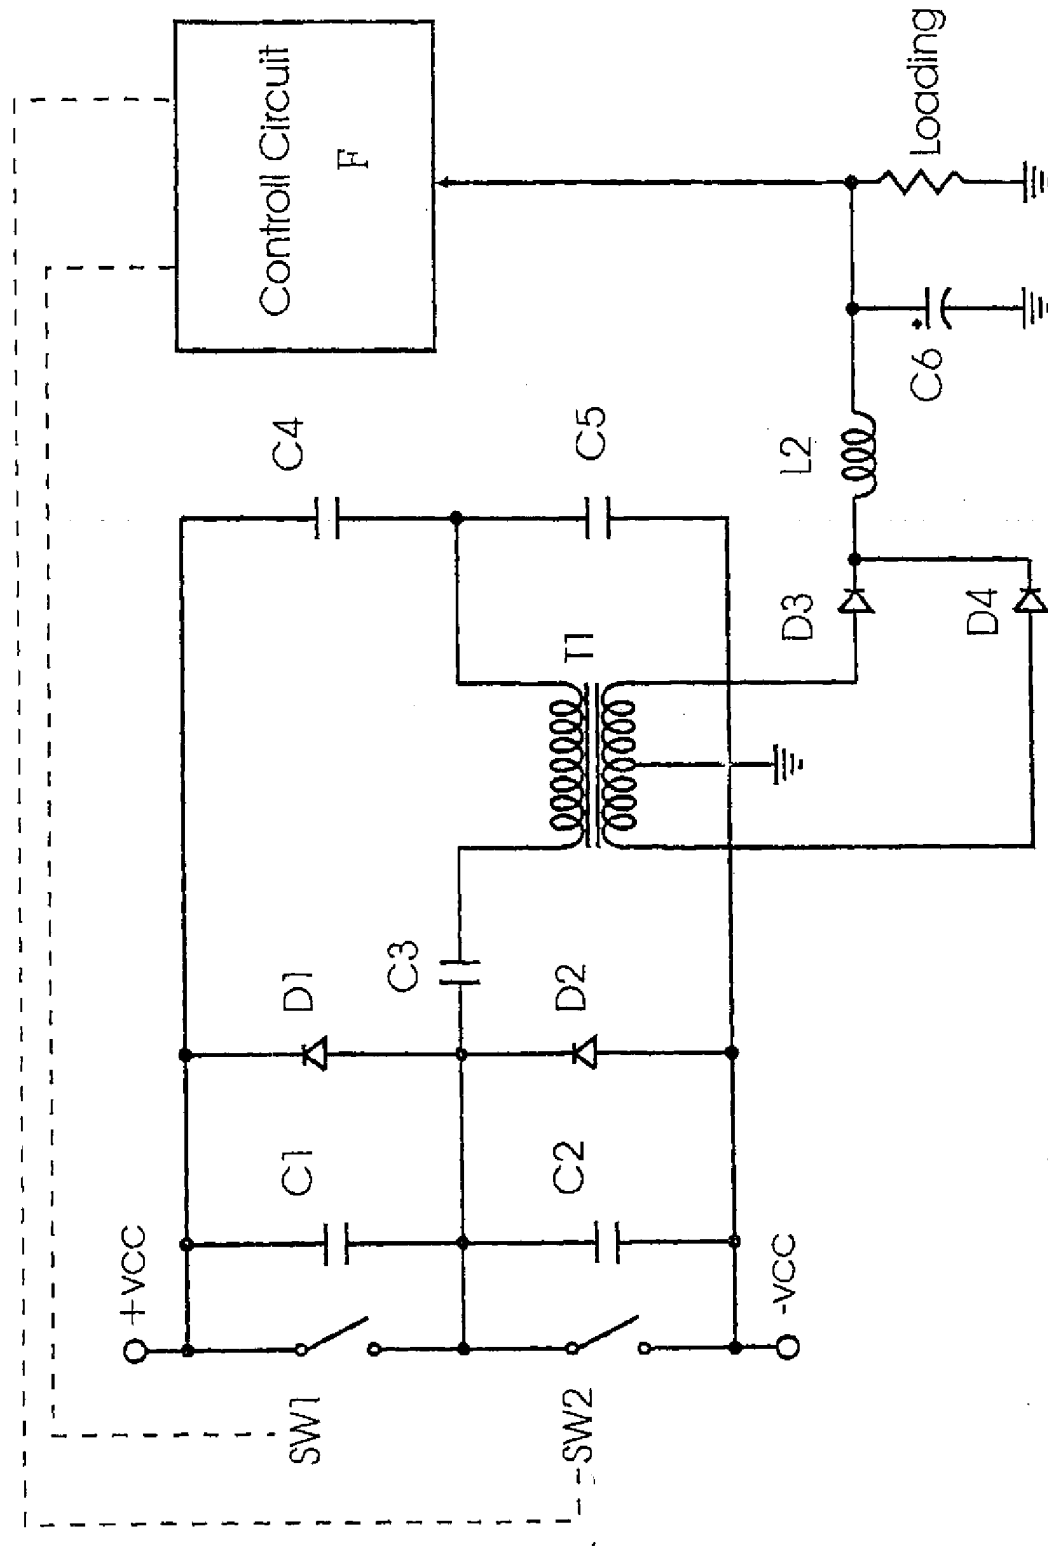 Controll Circuit
F
Loading
C4
C5
L2
C6
T1
D3
D4
C3
D1
D2
C1
C2
+VCC
-VCC
SW1
SW2